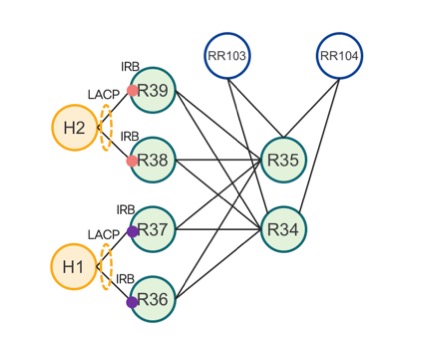 RR103
RR104
IRB
R39
LACP
H2
IRB
R38
R35
IRB
R37
R34
LACP
H1
IRB
R36